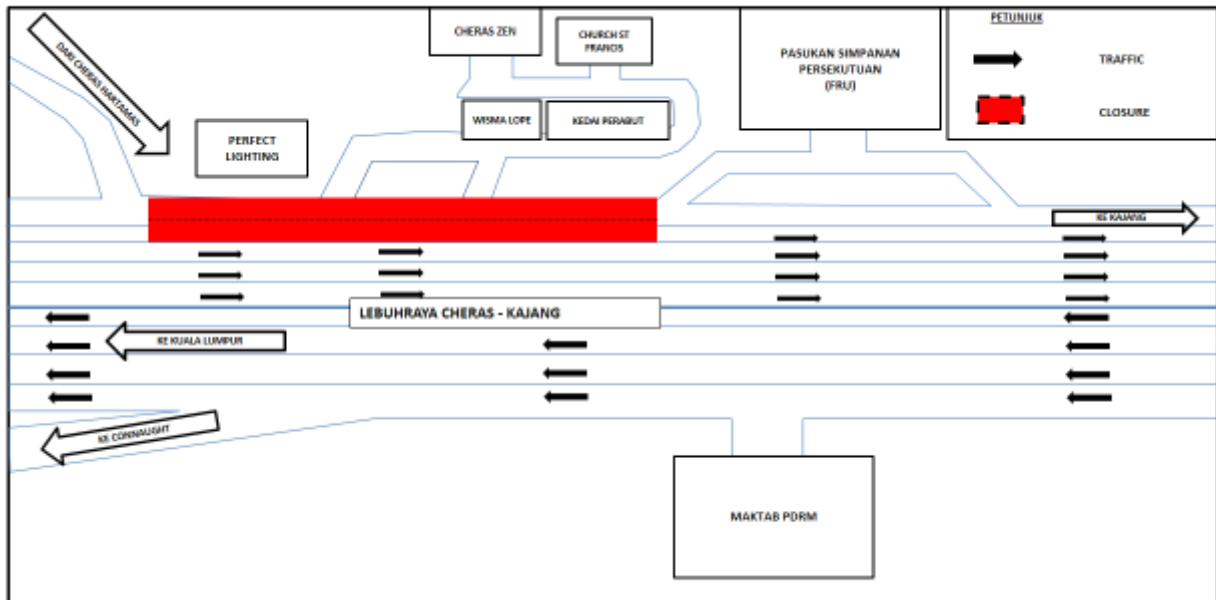 DARI CHERAS HARTAMAS
CHERAS ZEN
CHURCH ST
FRANCIS
PASUKAN SIMPANAN
PERSEKUTUAN
(FRU)
PETUNJUK
TRAFFIC
CLOSURE
PERFECT
LIGHTING
WISMA LOPE
KEDAI PERABUT
KE KAJANG
LEBUHRAYA CHERAS - KAJANG
KE KUALA LUMPUR
KE CONNAUGHT
MAKTAB PDRM